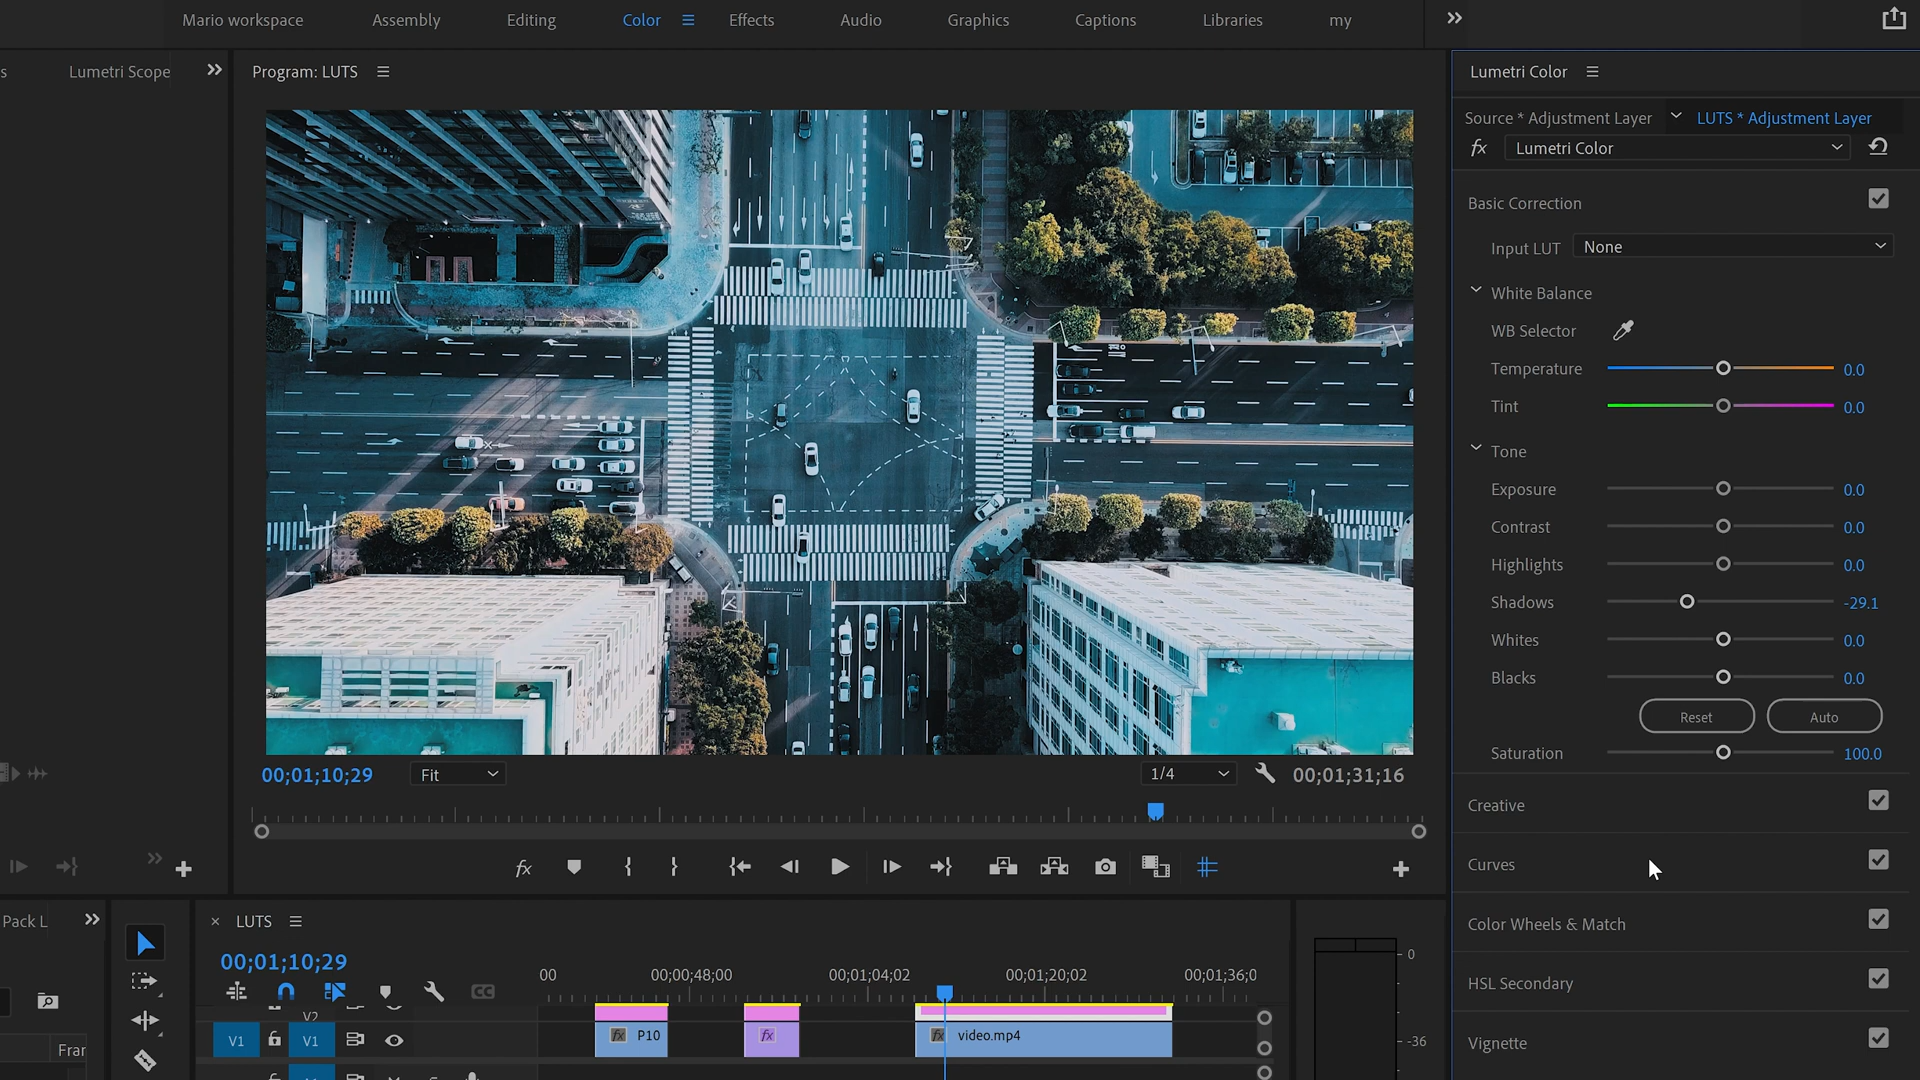 Mario workspace
Assembly
Editing
Color
Effects
Audio
Graphics
Captions
Libraries
my
s
Lumetri Scope
Program: LUTS
Lumetri Color
Source * Adjustment Layer
LUTS * Adjustment Layer
fx
Lumetri Color
Basic Correction
Input LUT
None
White Balance
WB Selector
Temperature
0.0
Tint
0.0
Tone
Exposure
0.0
Contrast
0.0
Highlights
0.0
Shadows
-29.1
Whites
0.0
Blacks
0.0
Reset
Auto
Saturation
100.0
Creative
Curves
Color Wheels & Match
HSL Secondary
Vignette
00;01;10;29
Fit
1/4
00;01;31;16
fx
Pack L
LUTS
00;01;10;29
CC
00
00;00;48;00
00;01;04;02
00;01;20;02
00;01;36;0
V2
V1
V1
fx
P10
fx
fx
video.mp4
0
-36
Fran